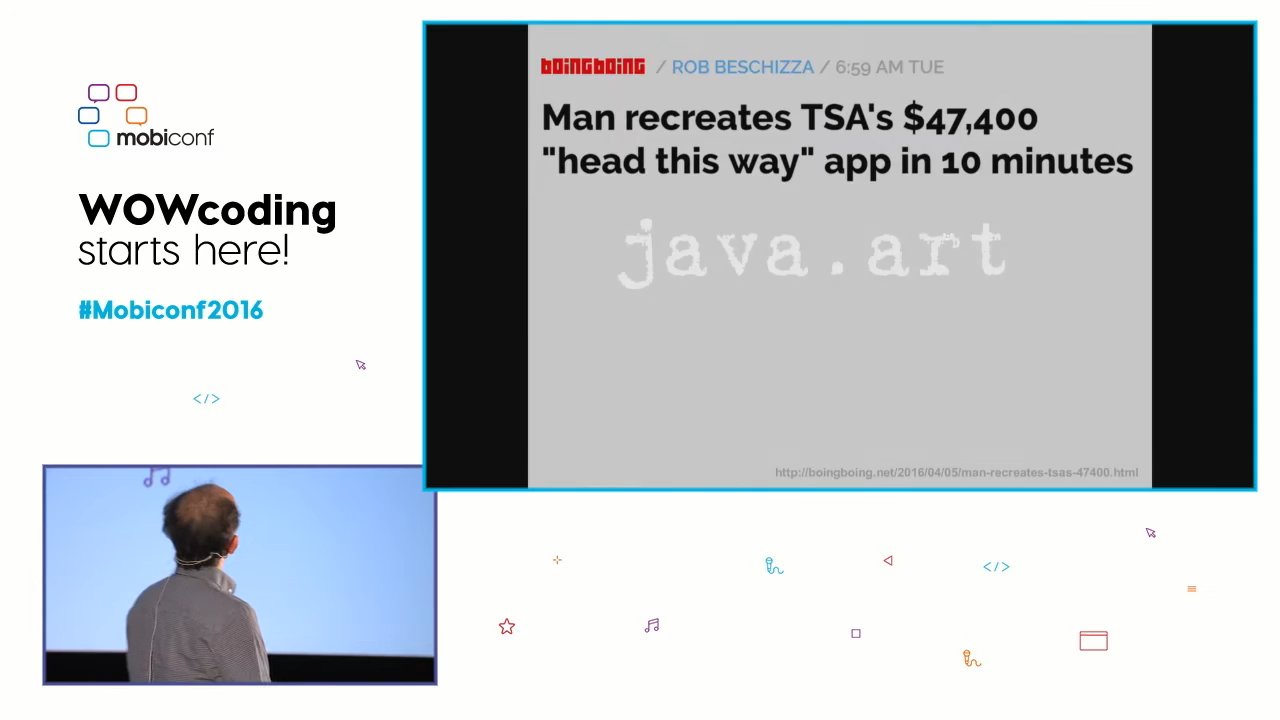 mobiconf
WOWcoding
starts here!
#Mobiconf2016
</>
boingboing / ROB BESCHIZZA / 6:59 AM TUE
Man recreates TSA's $47,400
"head this way" app in 10 minutes
java.art
http://boingboing.net/2016/04/05/man-recreates-tsas-47400.html
</>